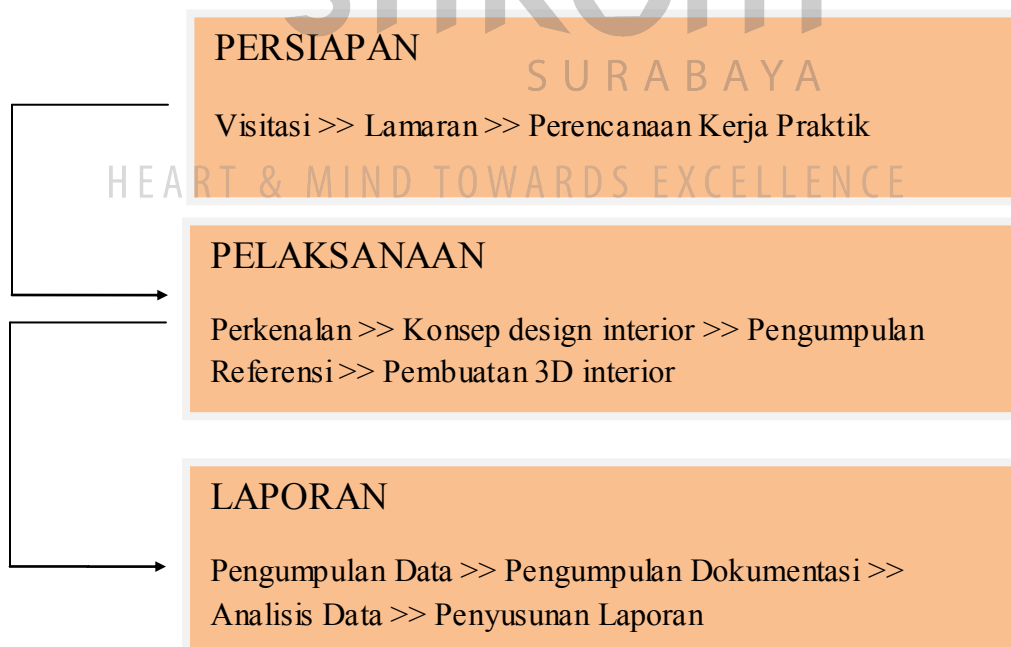 PERSIAPAN
SURABAYA
Visitasi >> Lamaran >> Perencanaan Kerja Praktik
HEART & MIND TOWARDS EXCELLENCE
PELAKSANAAN
Perkenalan >> Konsep design interior >> Pengumpulan
Referensi >> Pembuatan 3D interior
LAPORAN
Pengumpulan Data >> Pengumpulan Dokumentasi >>
Analisis Data >> Penyusunan Laporan